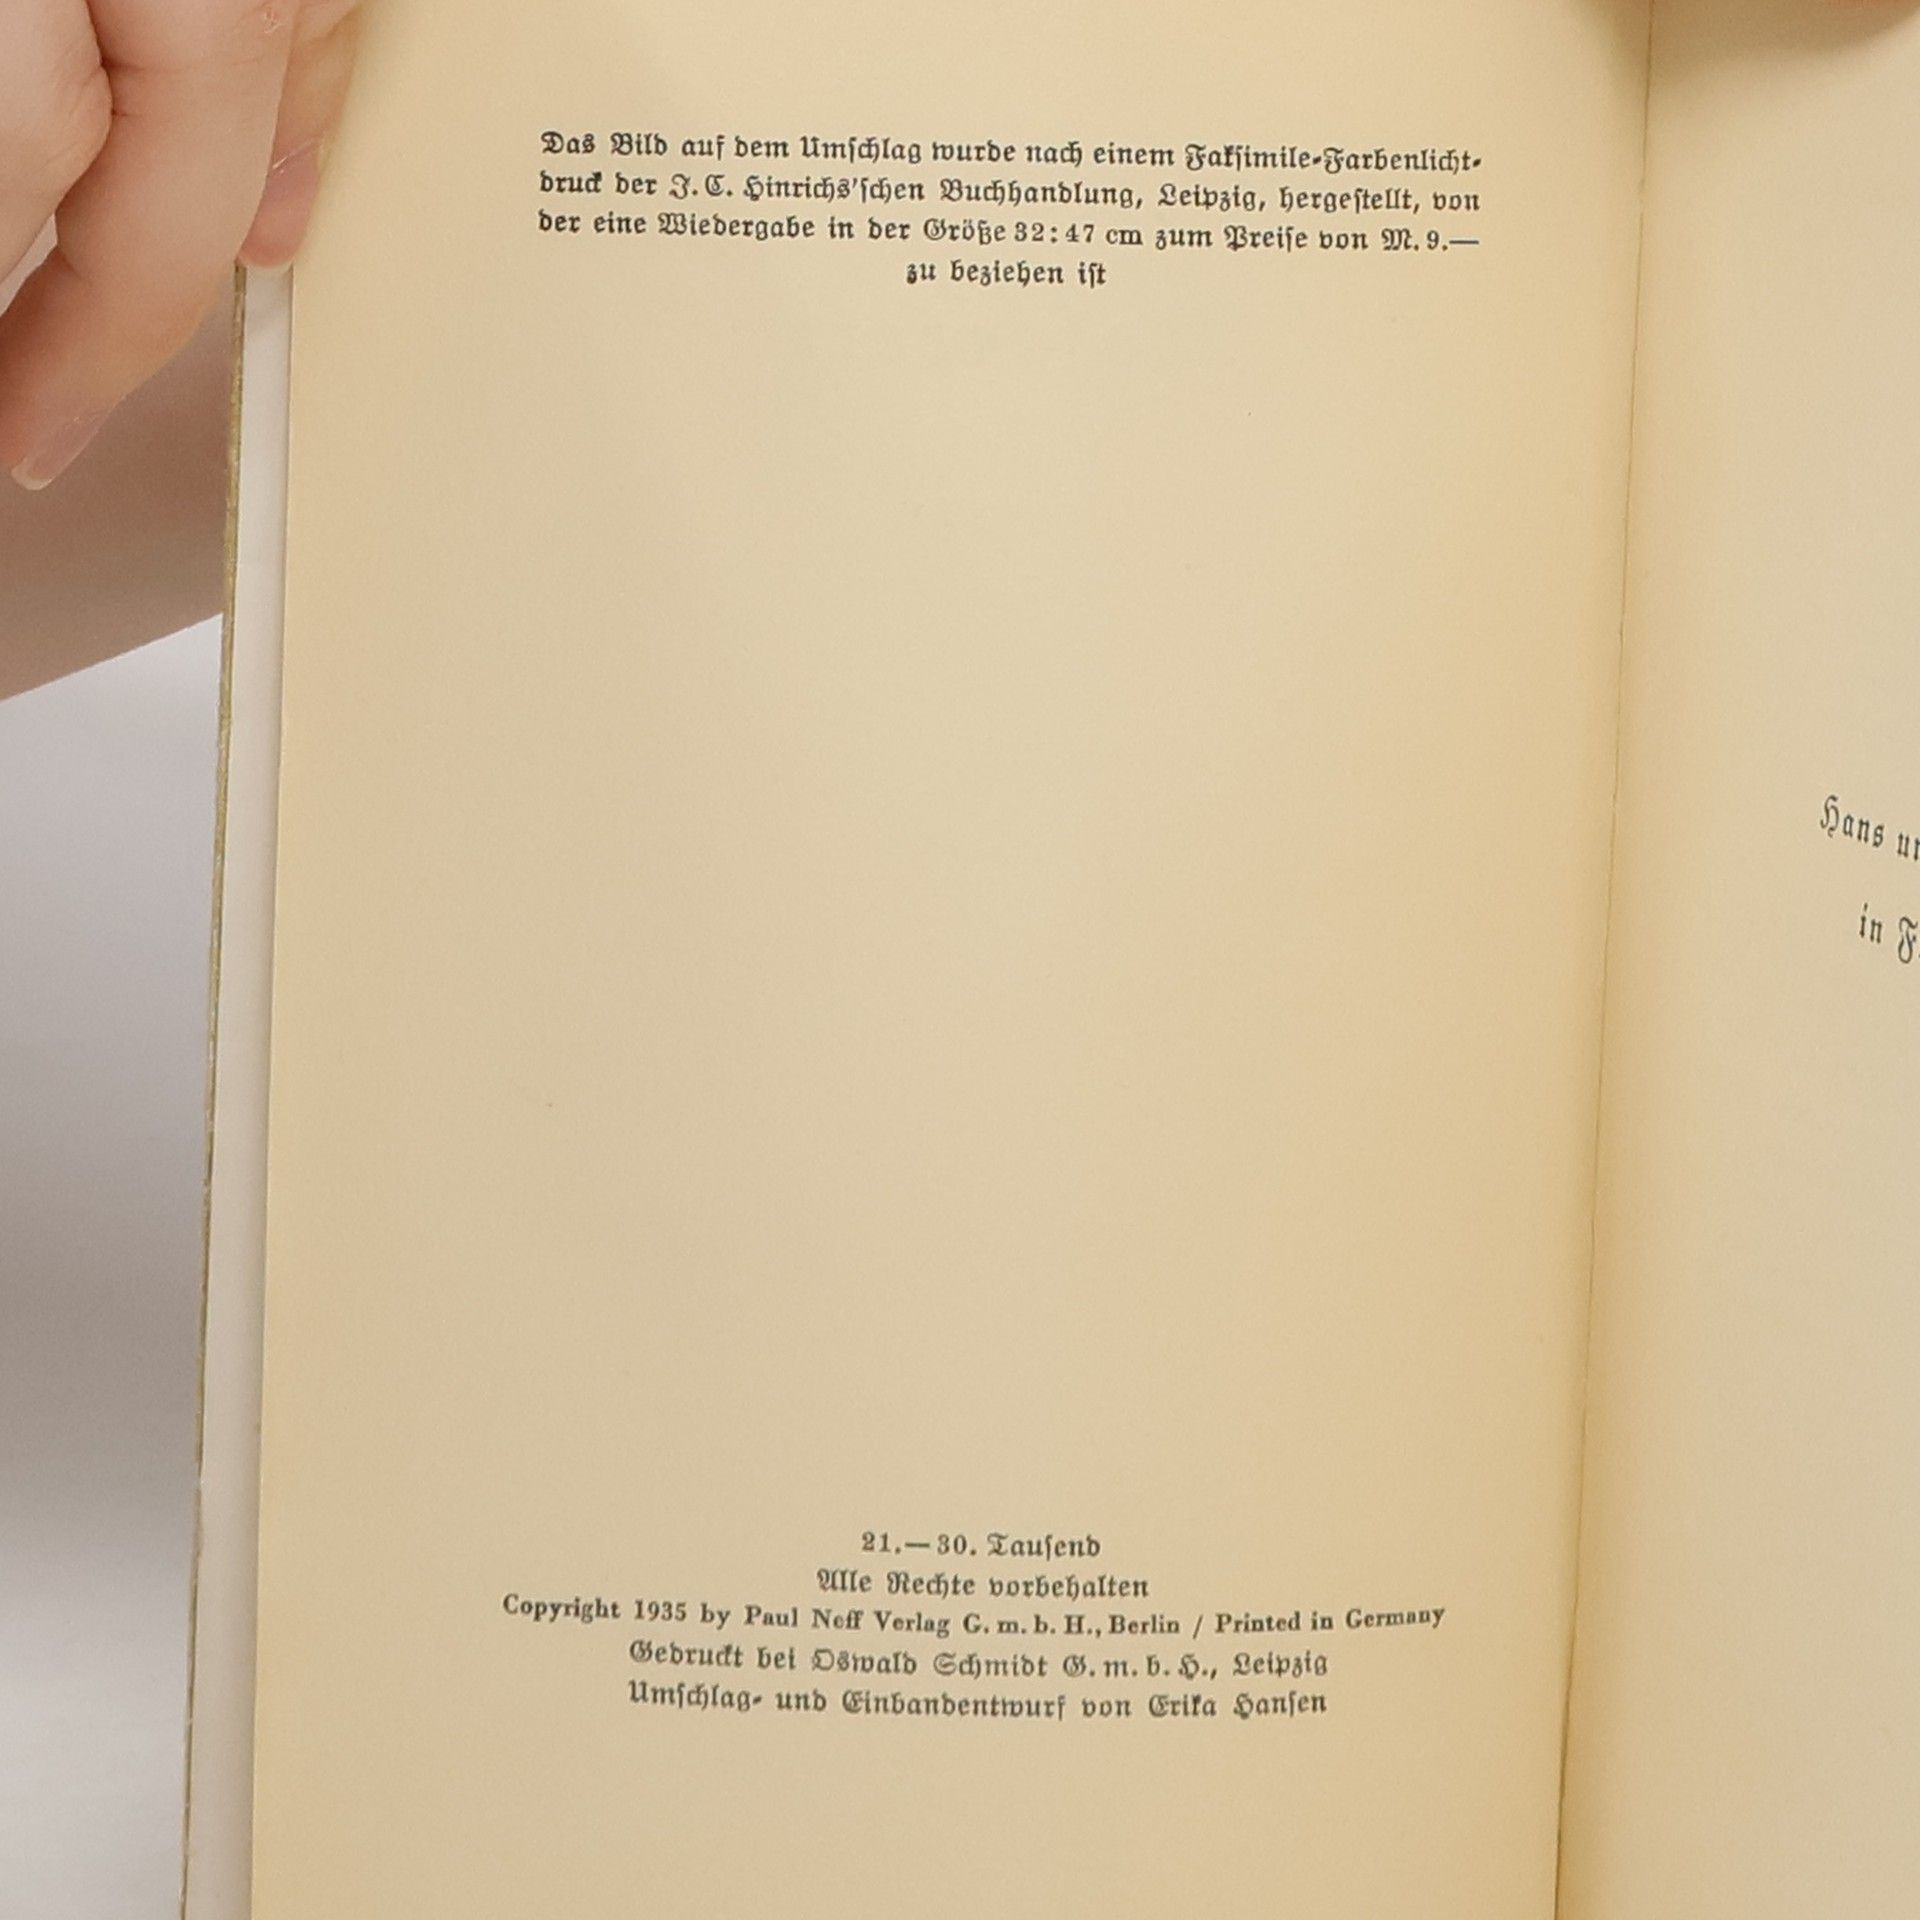 Das Bild auf dem Umſchlag wurde nach einem Fakſimile-Farbenlicht-
druck der J. C. Hinrichs'ſchen Buchhandlung, Leipzig, hergeſtellt, von
der eine Wiedergabe in der Größe 32:47 cm zum Preiſe von M. 9.—
zu beziehen iſt
21.—30. Tauſend
Alle Rechte vorbehalten
Copyright 1935 by Paul Neff Verlag G. m. b. H., Berlin / Printed in Germany
Gedruckt bei Oswald Schmidt G. m. b. H., Leipzig
Umſchlag- und Einbandentwurf von Erika Hanſen
Hans
in